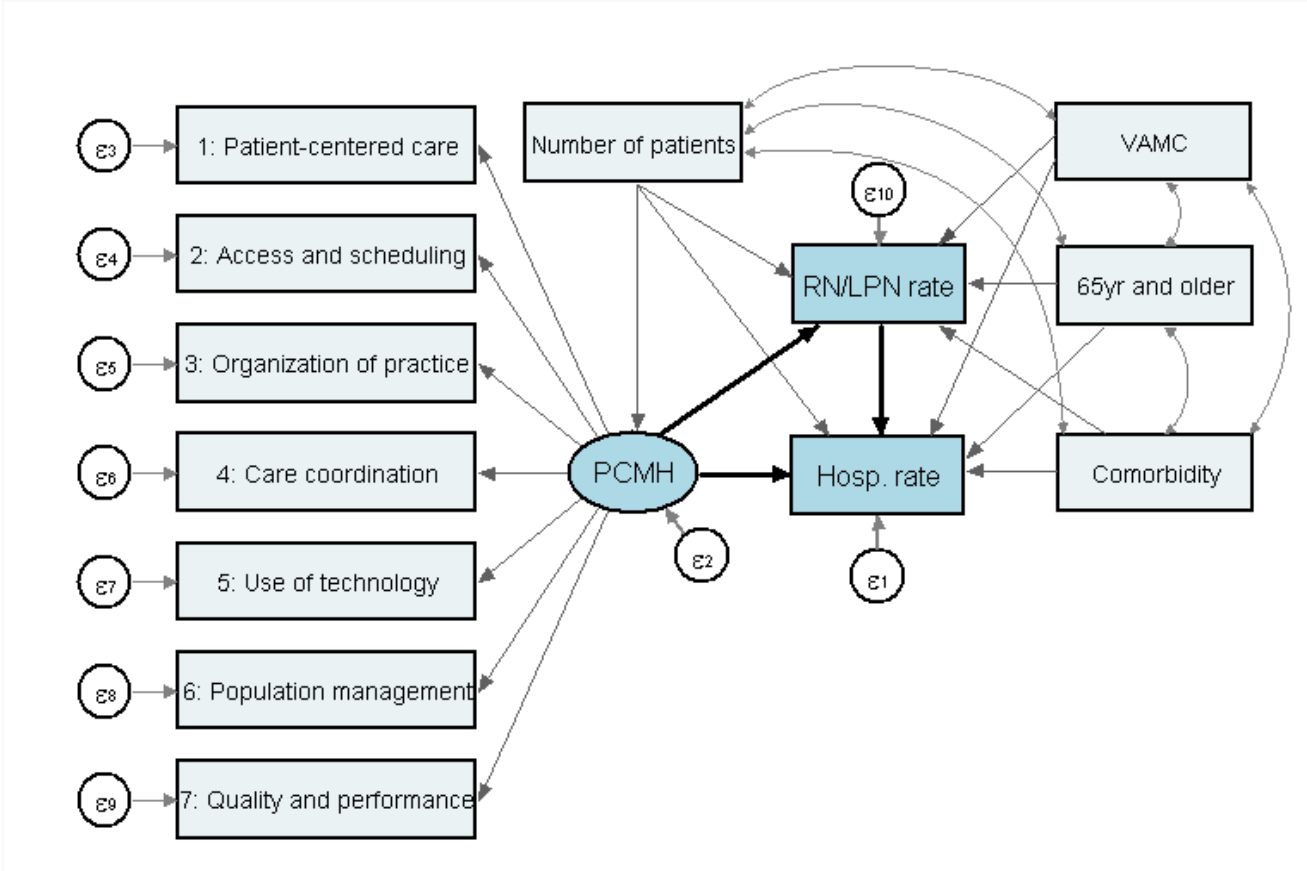 ε3
1: Patient-centered care
Number of patients
VAMC
ε10
ε4
2: Access and scheduling
RN/LPN rate
65yr and older
ε5
3: Organization of practice
ε6
4: Care coordination
PCMH
Hosp. rate
Comorbidity
ε2
ε1
ε7
5: Use of technology
ε8
6: Population management
ε9
7: Quality and performance